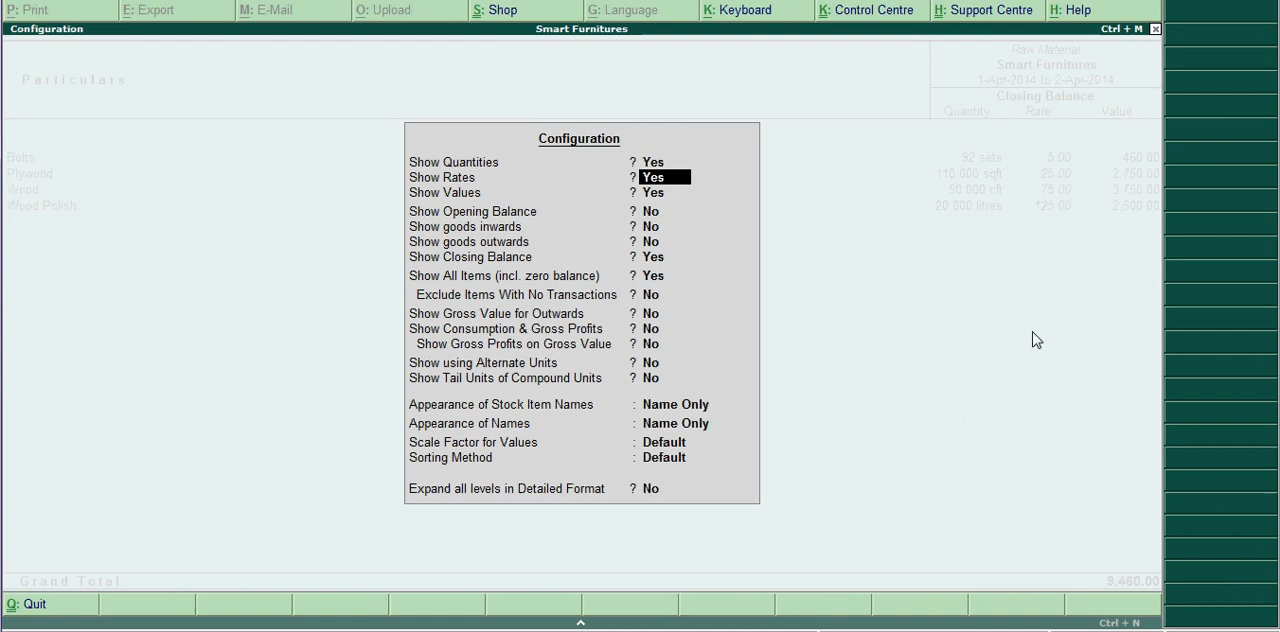 P: Print E: Export M: E-Mail O: Upload S: Shop G: Language K: Keyboard K: Control Centre H: Support Centre H: Help
Configuration Smart Furnitures Ctrl + M
Particulars
Raw Material
Smart Furnitures
1-Apr-2014 to 2-Apr-2014
Closing Balance
Quantity Rate Value
Bolts 92 sets 5.00 460.00
Plywood 110.000 sqft 25.00 2,750.00
Wood 50.000 cft 75.00 3,750.00
Wood Polish 20.000 litres 125.00 2,500.00
Configuration
Show Quantities ? Yes
Show Rates ? Yes
Show Values ? Yes
Show Opening Balance ? No
Show goods inwards ? No
Show goods outwards ? No
Show Closing Balance ? Yes
Show All Items (incl. zero balance) ? Yes
Exclude Items With No Transactions ? No
Show Gross Value for Outwards ? No
Show Consumption & Gross Profits ? No
Show Gross Profits on Gross Value ? No
Show using Alternate Units ? No
Show Tail Units of Compound Units ? No
Appearance of Stock Item Names : Name Only
Appearance of Names : Name Only
Scale Factor for Values : Default
Sorting Method : Default
Expand all levels in Detailed Format ? No
Grand Total 9,460.00
Q: Quit
Ctrl + N